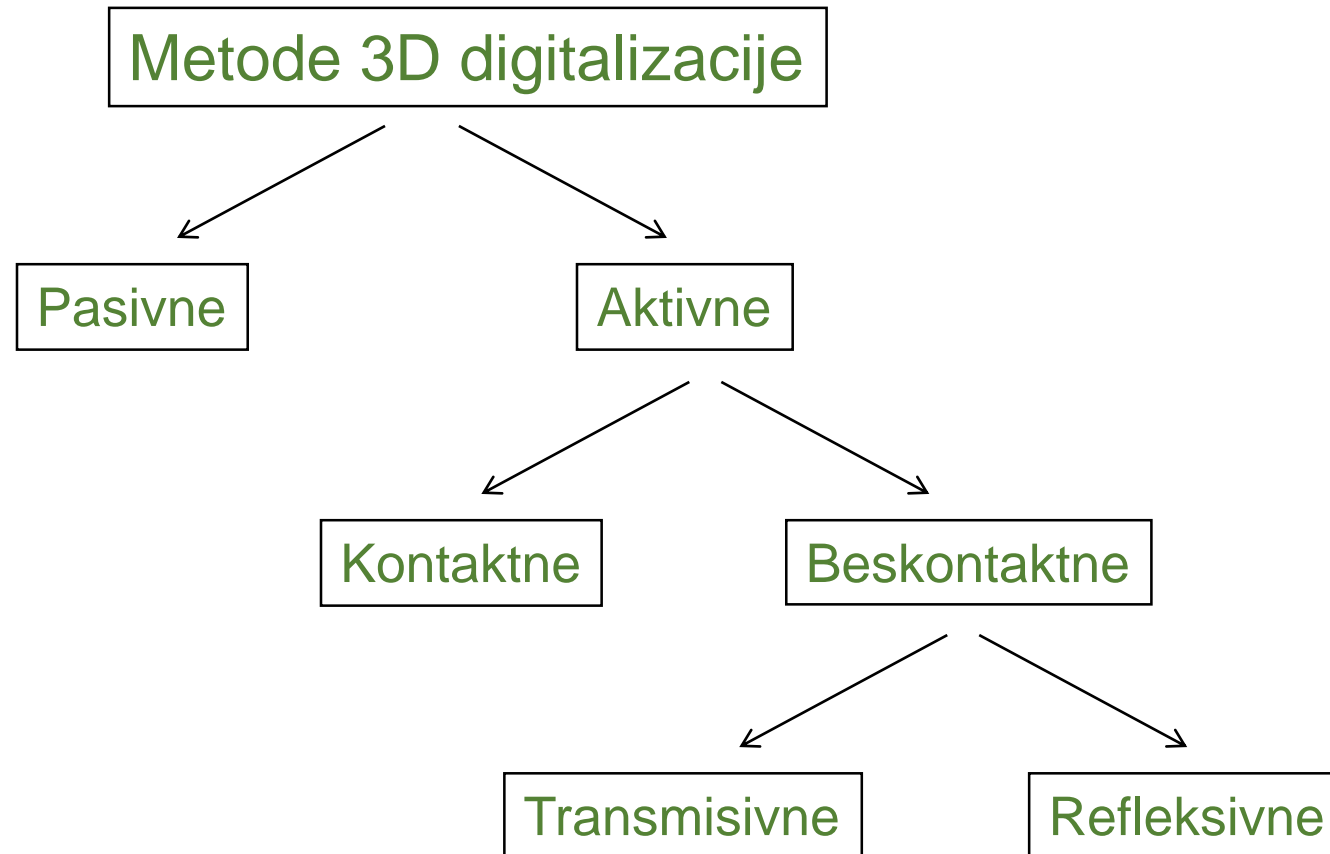 Metode 3D digitalizacije
Pasivne
Aktivne
Kontaktne
Beskontaktne
Transmisivne
Refleksivne